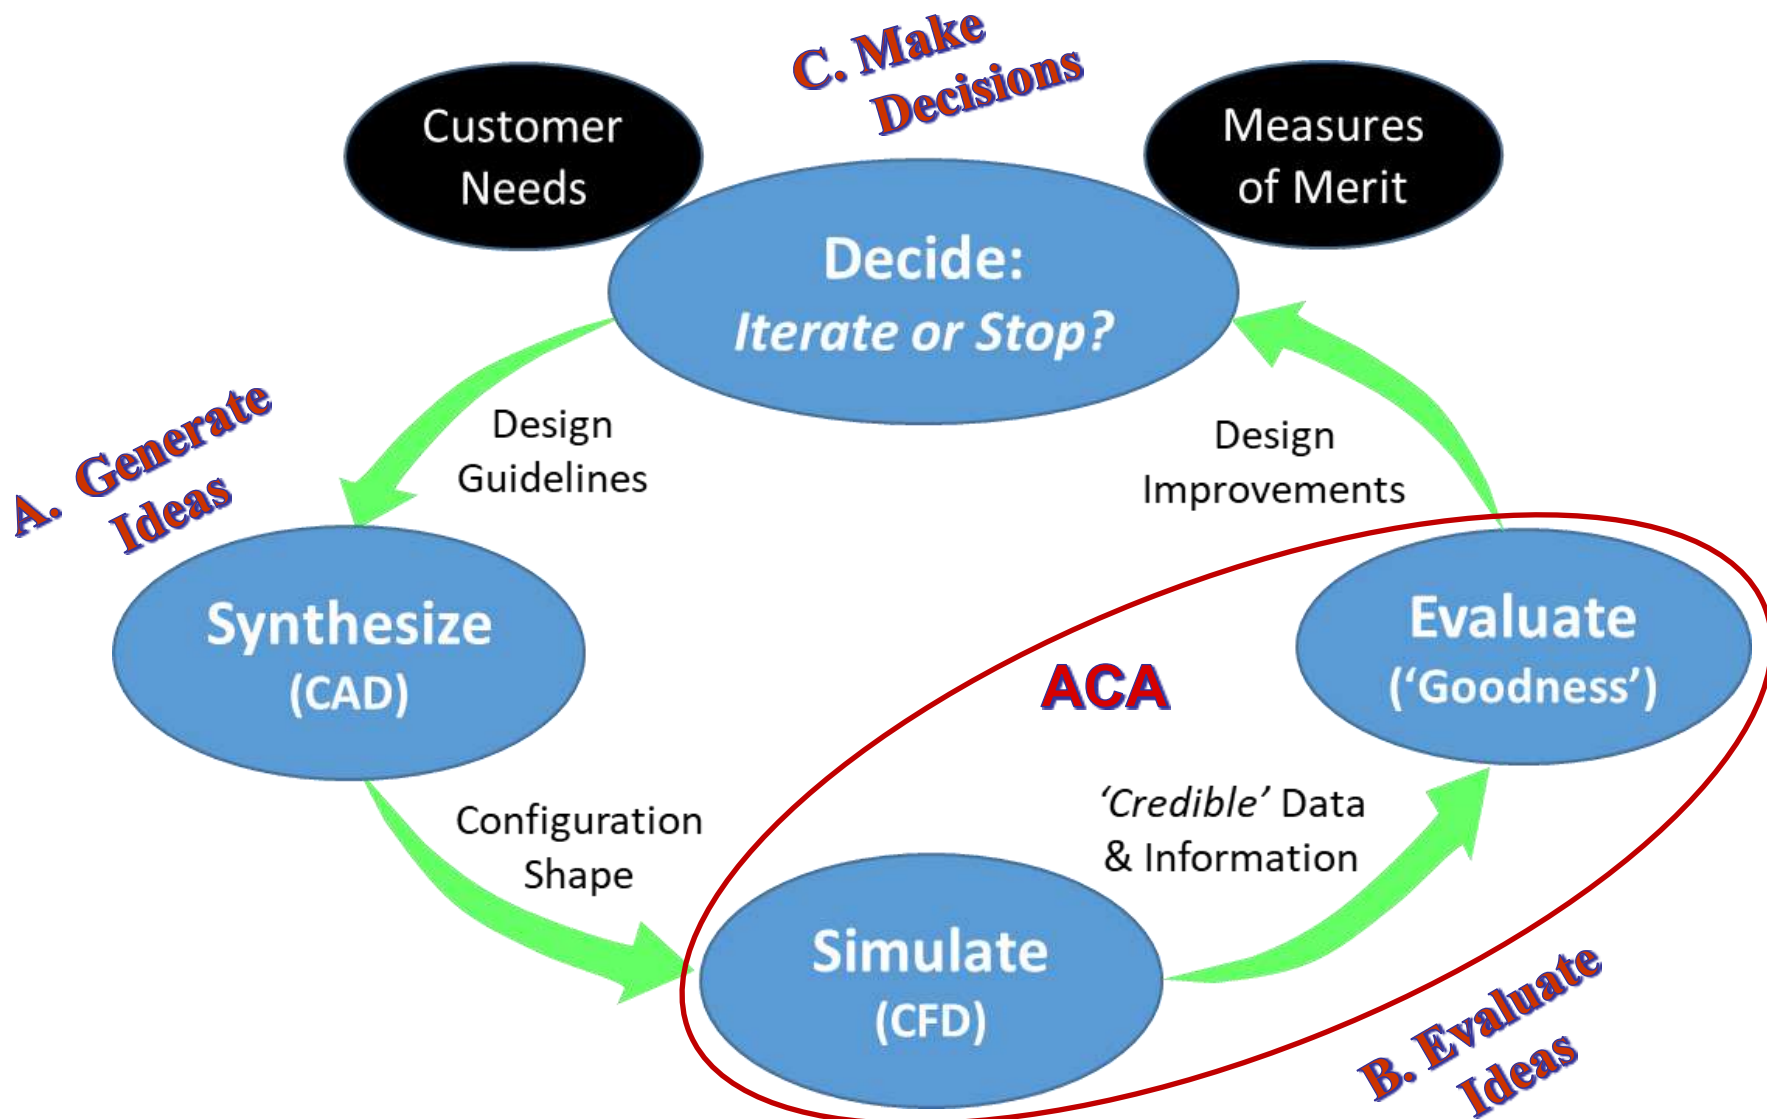 C. Make
Decisions
Customer
Needs
Measures
of Merit
Decide:
Iterate or Stop?
A. Generate
Ideas
Design
Guidelines
Design
Improvements
Synthesize
(CAD)
Evaluate
(‘Goodness’)
ACA
Configuration
Shape
‘Credible’ Data
& Information
Simulate
(CFD)
B. Evaluate
Ideas